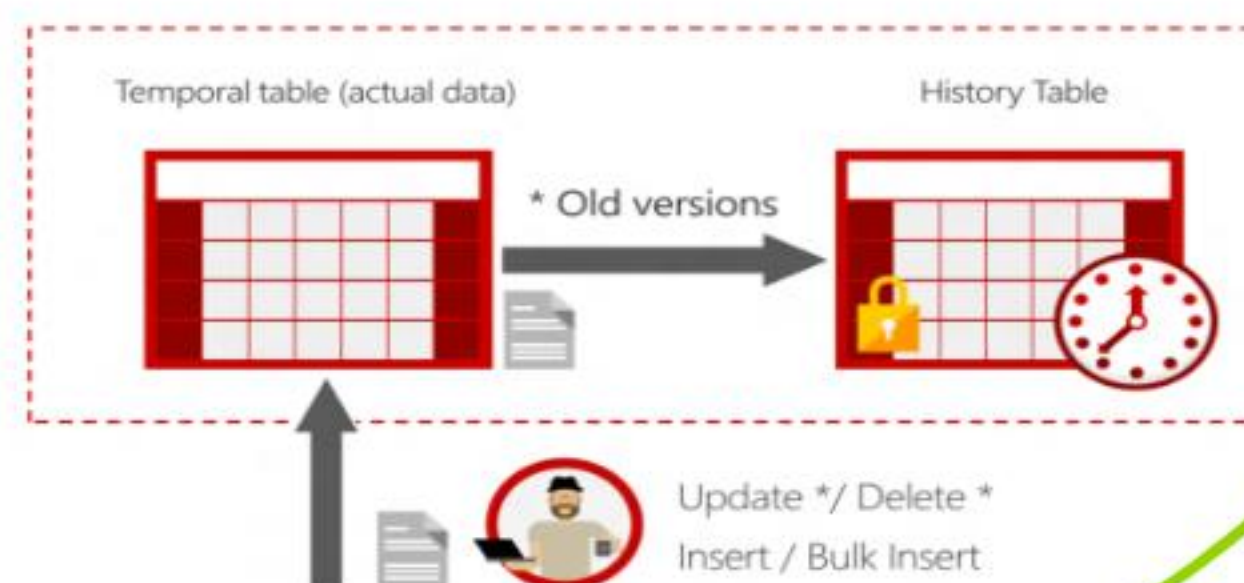 Temporal table (actual data)
History Table
* Old versions
Update */ Delete *
Insert / Bulk Insert